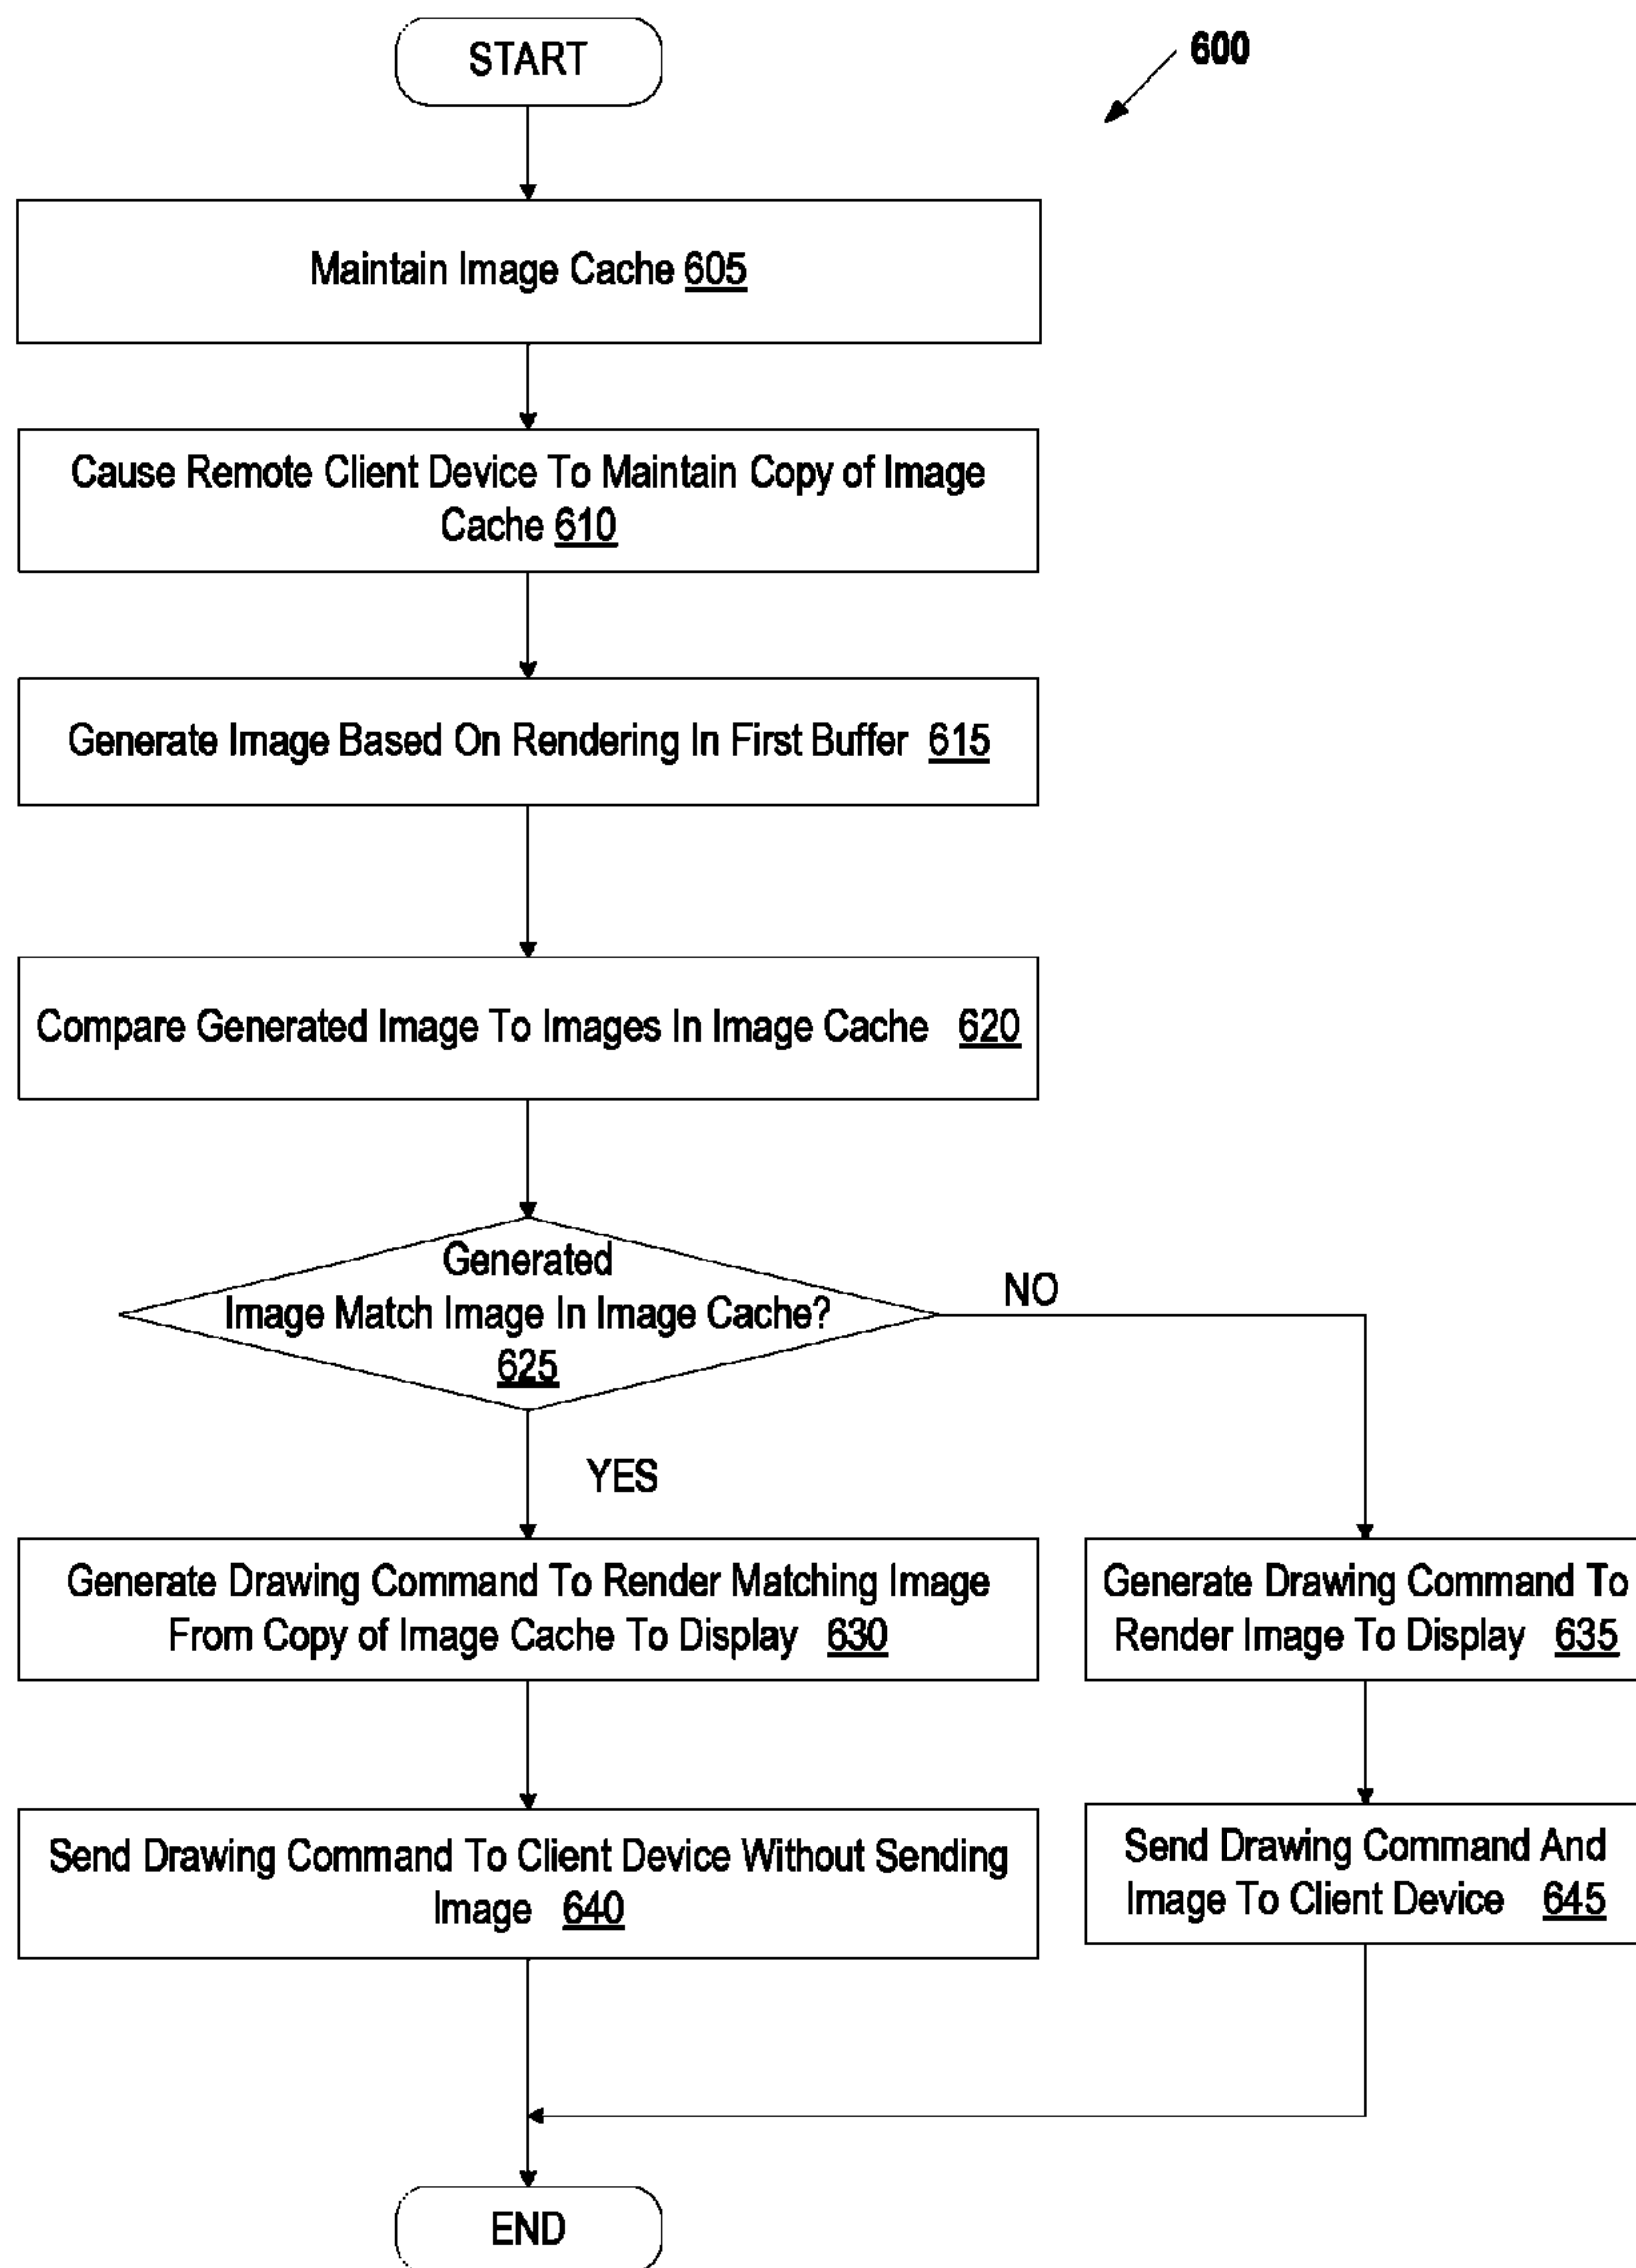 START
600
Maintain Image Cache 605
Cause Remote Client Device To Maintain Copy of Image
Cache 610
Generate Image Based On Rendering In First Buffer 615
Compare Generated Image To Images In Image Cache 620
Generated
Image Match Image In Image Cache?
625
NO
YES
Generate Drawing Command To Render Matching Image
From Copy of Image Cache To Display 630
Generate Drawing Command To
Render Image To Display 635
Send Drawing Command To Client Device Without Sending
Image 640
Send Drawing Command And
Image To Client Device 645
END